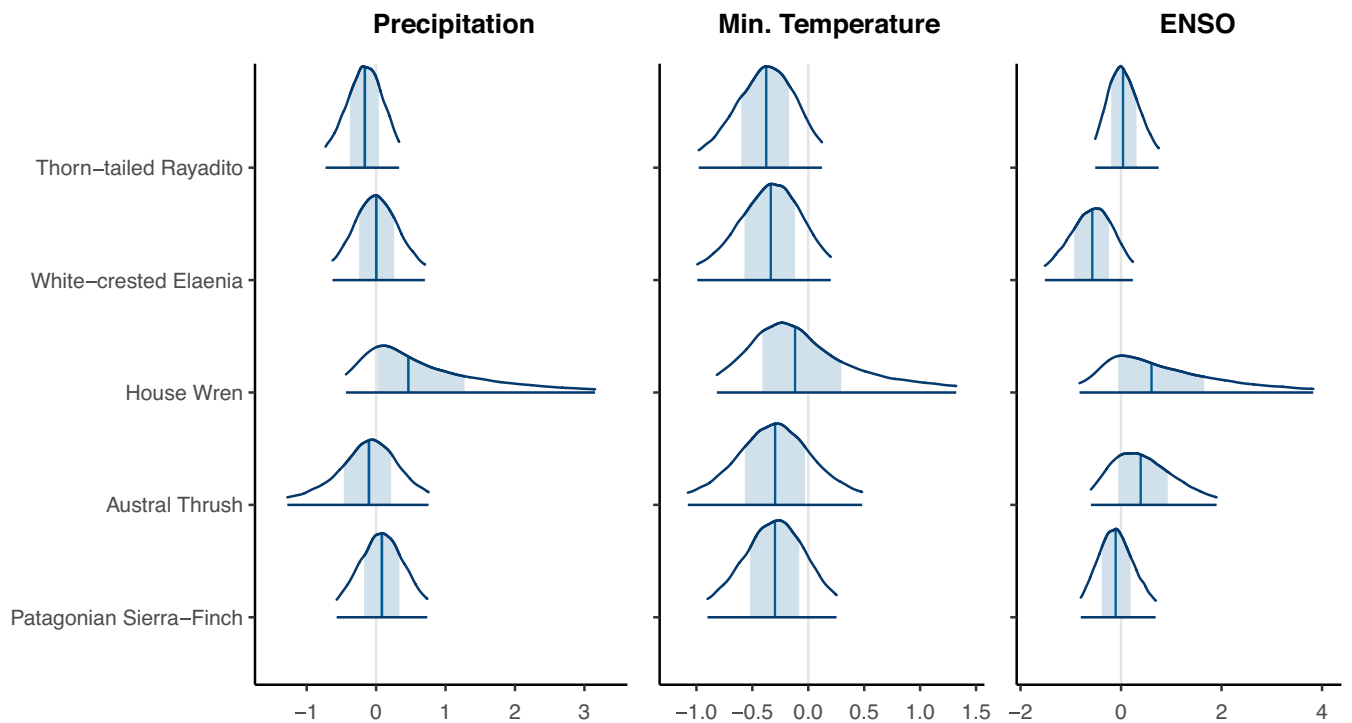 Precipitation Min. Temperature ENSO
Thorn−tailed Rayadito
White−crested Elaenia
House Wren
Austral Thrush
Patagonian Sierra−Finch
−1 0 1 2 3 −1.0 −0.5 0.0 0.5 1.0 1.5 −2 0 2 4